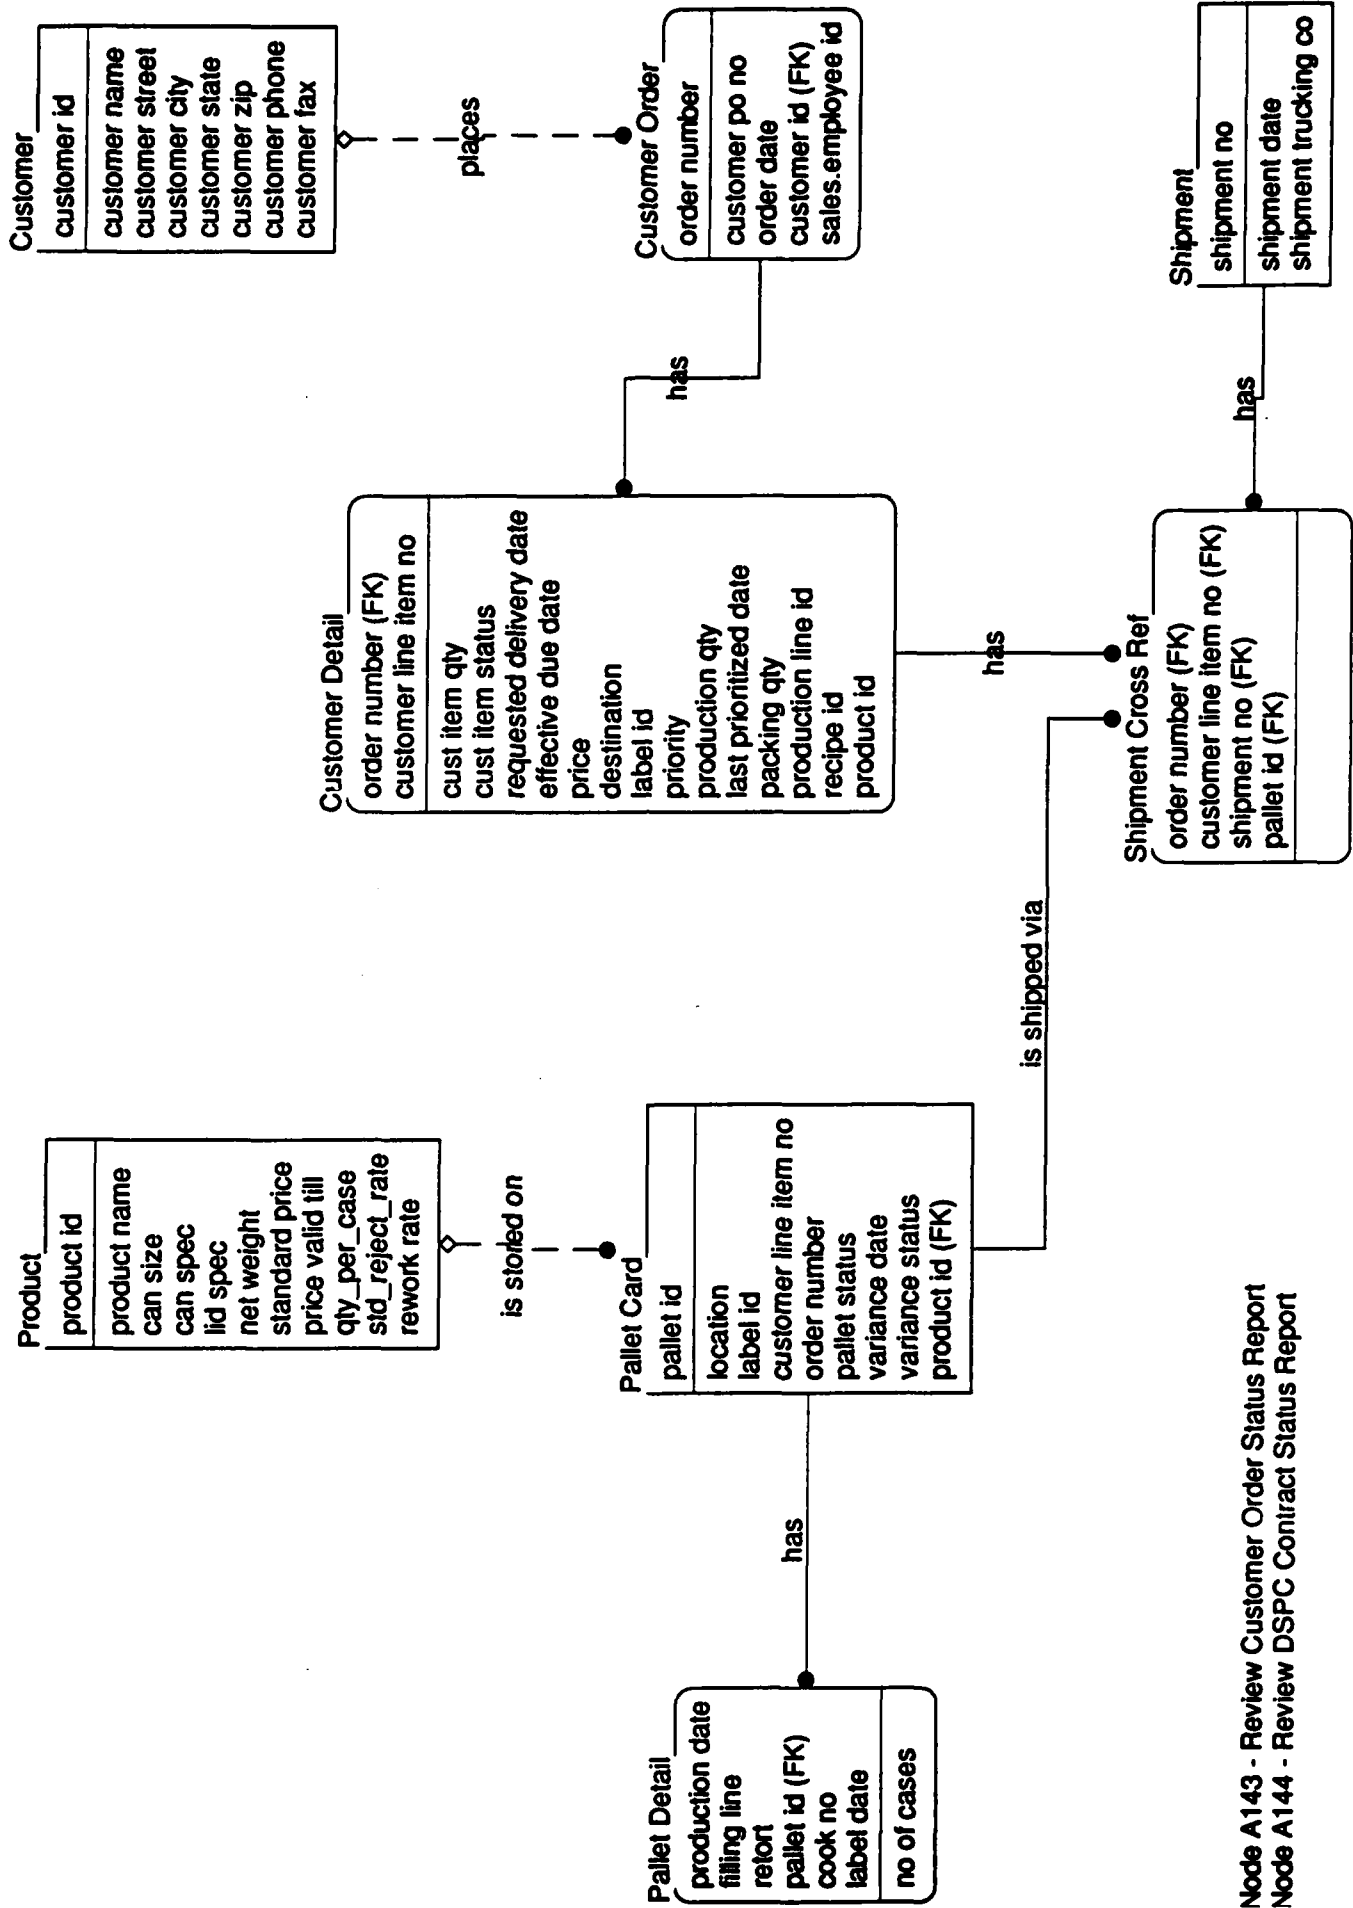 Product
product id
product name
can size
can spec
lid spec
net weight
standard price
price valid till
qty_per_case
std_reject_rate
rework rate
is stored on
Customer
customer id
customer name
customer street
customer city
customer state
customer zip
customer phone
customer fax
places
Customer Detail
order number (FK)
customer line item no
cust item qty
cust item status
requested delivery date
effective due date
price
destination
label id
priority
production qty
last prioritized date
packing qty
production line id
recipe id
product id
has
Customer Order
order number
customer po no
order date
customer id (FK)
sales.employee id
has
Pallet Detail
production date
filling line
retort
pallet id (FK)
cook no
label date
no of cases
has
Pallet Card
pallet id
location
label id
customer line item no
order number
pallet status
variance date
variance status
product id (FK)
is shipped via
Shipment Cross Ref
order number (FK)
customer line item no (FK)
shipment no (FK)
pallet id (FK)
has
Shipment
shipment no
shipment date
shipment trucking co
Node A143 - Review Customer Order Status Report
Node A144 - Review DSPC Contract Status Report